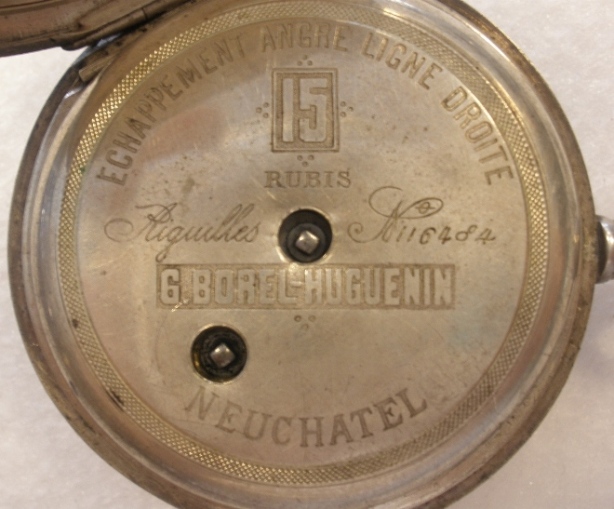 ECHAPPEMENT ANCRE LIGNE DROITE
15
RUBIS
Aiguilles No 116484
G. BOREL-HUGUENIN
NEUCHATEL